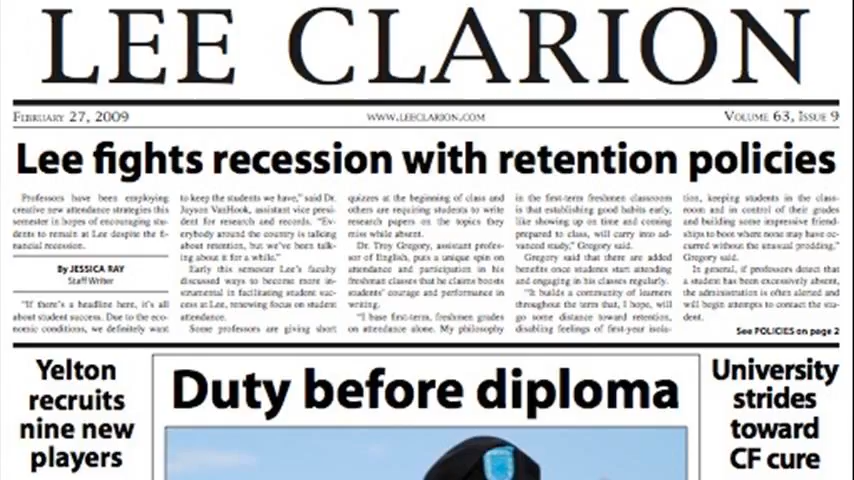 LEE CLARION
FEBRUARY 27, 2009
WWW.LEECLARION.COM
VOLUME 63, ISSUE 9
Lee fights recession with retention policies
Professors have been employing
creative new attendance strategies this
semester in hopes of encouraging stu-
dents to remain at Lee despite the fi-
nancial recession.
By JESSICA RAY
Staff Writer
"If there's a headline here, it's all
about student success. Due to the eco-
nomic conditions, we definitely want
to keep the students we have," said Dr.
Jayson VanHook, assistant vice presi-
dent for research and records. "Ev-
erybody around the country is talking
about retention, but we've been talk-
ing about it for a while."
Early this semester Lee's faculty
discussed ways to become more in-
strumental in facilitating student suc-
cess at Lee, renewing focus on student
attendance.
Some professors are giving short
quizzes at the beginning of class and
others are requiring students to write
research papers on the topics they
miss while absent.
Dr. Troy Gregory, assistant profes-
sor of English, puts a unique spin on
attendance and participation in his
freshman classes that he claims boosts
students' courage and performance in
writing.
"I base first-term, freshmen grades
on attendance alone. My philosophy
in the first-term freshmen classroom
is that establishing good habits early,
like showing up on time and coming
prepared to class, will carry into ad-
vanced study," Gregory said.
Gregory said that there are added
benefits once students start attending
and engaging in his classes regularly.
"It builds a community of learners
throughout the term that, I hope, will
go some distance toward retention,
disabling feelings of first-year isola-
tion, keeping students in the class-
room and in control of their grades
and building some impressive friend-
ships to boot where none may have oc-
curred without the unusual prodding,"
Gregory said.
In general, if professors detect that
a student has been excessively absent,
the administration is often alerted and
will begin attempts to contact the stu-
dent.
See POLICIES on page 2
Yelton
recruits
nine new
players
Duty before diploma
University
strides
toward
CF cure